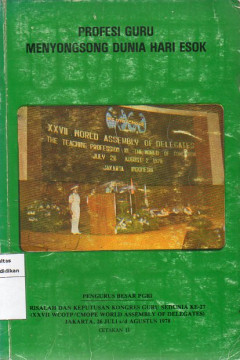 PROFESI GURU
MENYONGSONG DUNIA HARI ESOK
XXVII WORLD ASSEMBLY OF DELEGATES
THE TEACHING PROFESSION IN THE WORLD OF
JULY 26 AUGUST 2 1978
JAKARTA INDONESIA
didikan
PENGURUS BESAR PGRI
RISALAH DAN KEPUTUSAN KONGRES GURU SEDUNIA KE-27
(XXVII WCOTP/CMOPE WORLD ASSEMBLY OF DELEGATES)
JAKARTA, 26 JULI s/d AGUSTUS 1978
CETAKAN II